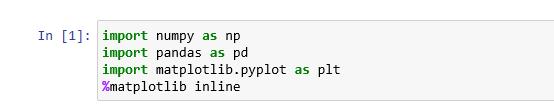 In [1]: import numpy as np
import pandas as pd
import matplotlib.pyplot as plt
%matplotlib inline